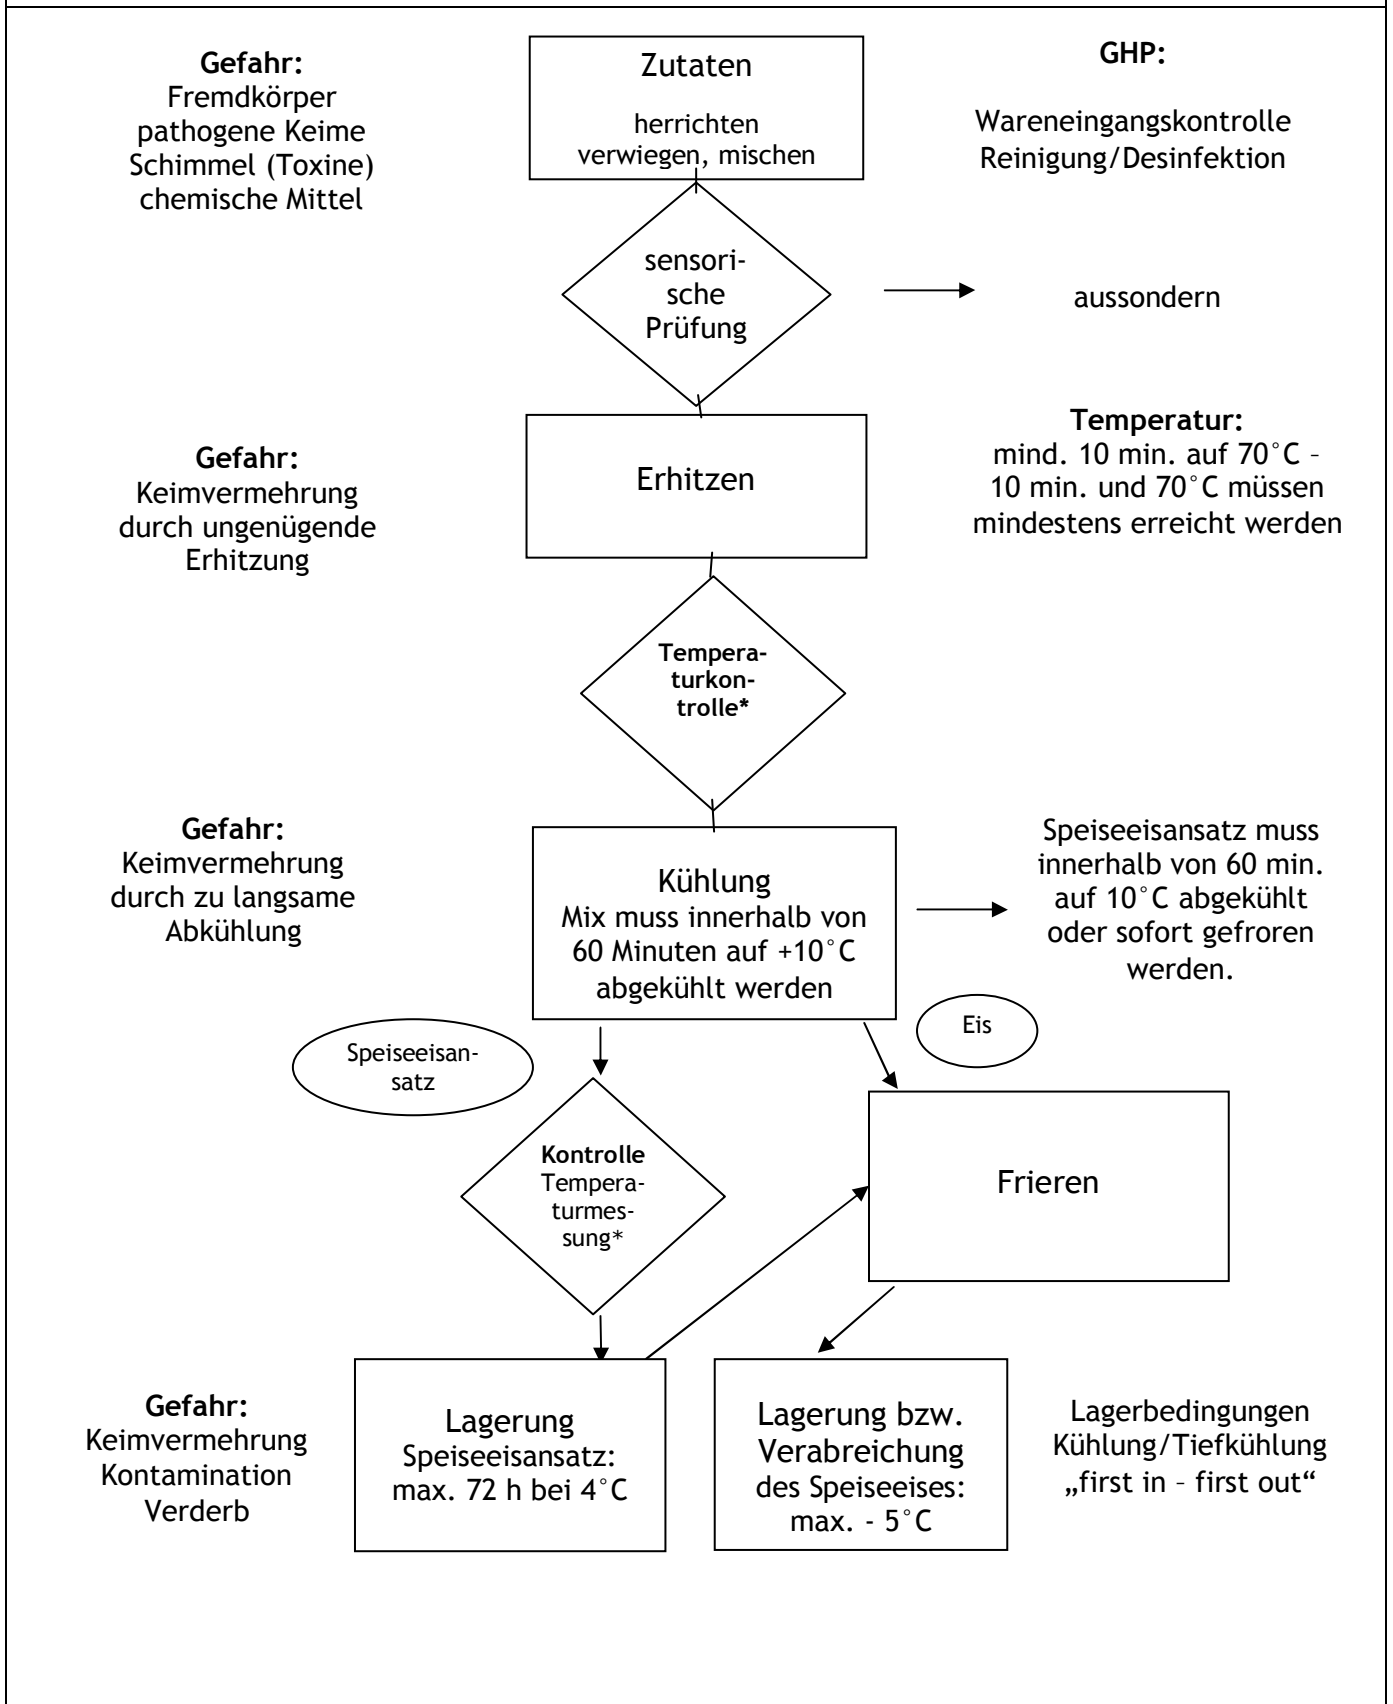 Gefahr:
Fremdkörper
pathogene Keime
Schimmel (Toxine)
chemische Mittel
Zutaten
herrichten
verwiegen, mischen
GHP:
Wareneingangskontrolle
Reinigung/Desinfektion
sensori-
sche
Prüfung
aussondern
Gefahr:
Keimvermehrung
durch ungenügende
Erhitzung
Erhitzen
Temperatur:
mind. 10 min. auf 70°C –
10 min. und 70°C müssen
mindestens erreicht werden
Tempera-
turkon-
trolle*
Gefahr:
Keimvermehrung
durch zu langsame
Abkühlung
Kühlung
Mix muss innerhalb von
60 Minuten auf +10°C
abgekühlt werden
Speiseeisansatz muss
innerhalb von 60 min.
auf 10°C abgekühlt
oder sofort gefroren
werden.
Speiseeisan-
satz
Eis
Kontrolle
Tempera-
turmes-
sung*
Frieren
Gefahr:
Keimvermehrung
Kontamination
Verderb
Lagerung
Speiseeisansatz:
max. 72 h bei 4°C
Lagerung bzw.
Verabreichung
des Speiseeises:
max. - 5°C
Lagerbedingungen
Kühlung/Tiefkühlung
„first in – first out“